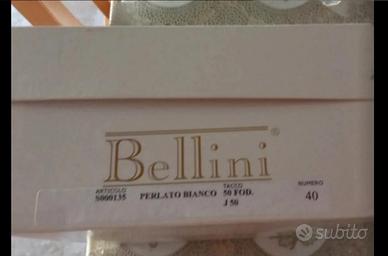 Bellini®
ARTICOLO TACCO NUMERO
S000135 PERLATO BIANCO 50 FOD. 40
J 50
subito